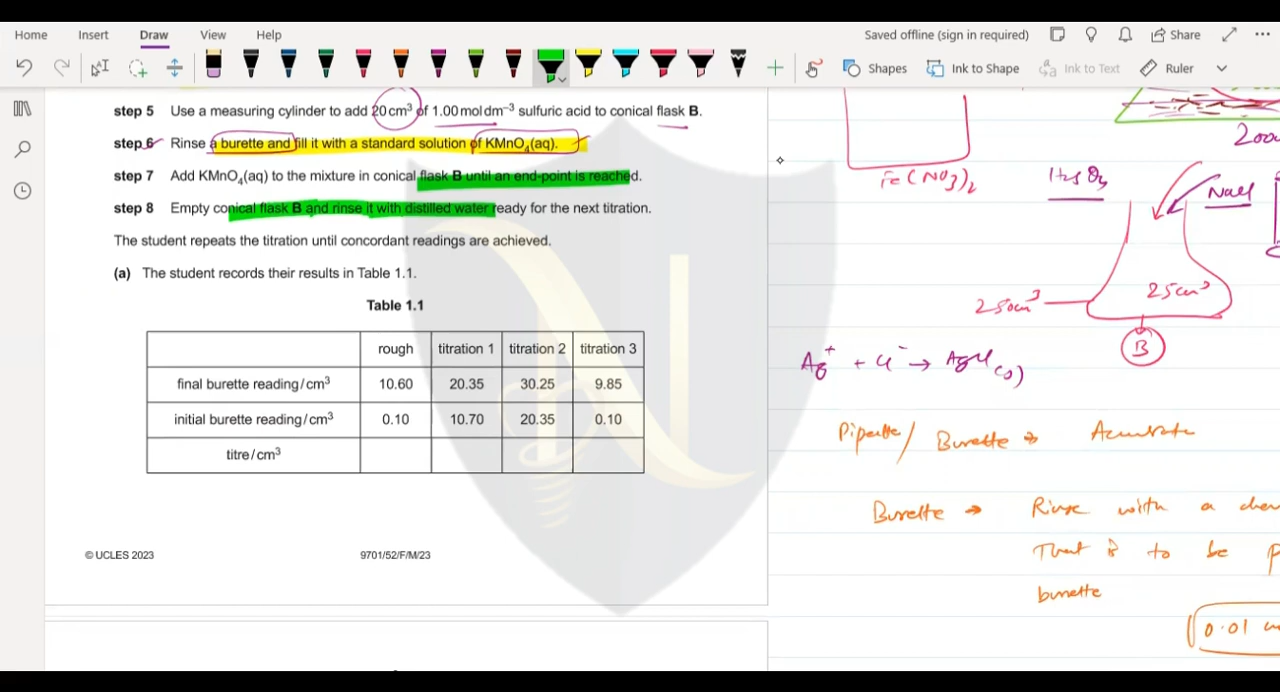 Home Insert Draw View Help Saved offline (sign in required) Share
Shapes Ink to Shape Ink to Text Ruler
step 5 Use a measuring cylinder to add 20 cm³ of 1.00 mol dm⁻³ sulfuric acid to conical flask B.
step 6 Rinse a burette and fill it with a standard solution of KMnO₄(aq).
step 7 Add KMnO₄(aq) to the mixture in conical flask B until an end-point is reached.
step 8 Empty conical flask B and rinse it with distilled water ready for the next titration.
The student repeats the titration until concordant readings are achieved.
(a) The student records their results in Table 1.1.
Table 1.1
rough titration 1 titration 2 titration 3
final burette reading/cm³ 10.60 20.35 30.25 9.85
initial burette reading/cm³ 0.10 10.70 20.35 0.10
titre/cm³
© UCLES 2023 9701/52/F/M/23
Fe(NO3)2
250cm³
25cm³
B
Ag⁺ + Cl⁻ → AgCl(s)
Pipette/ Burette → Accurate
Burette → Rinse with a
That is to be
burette
0.01